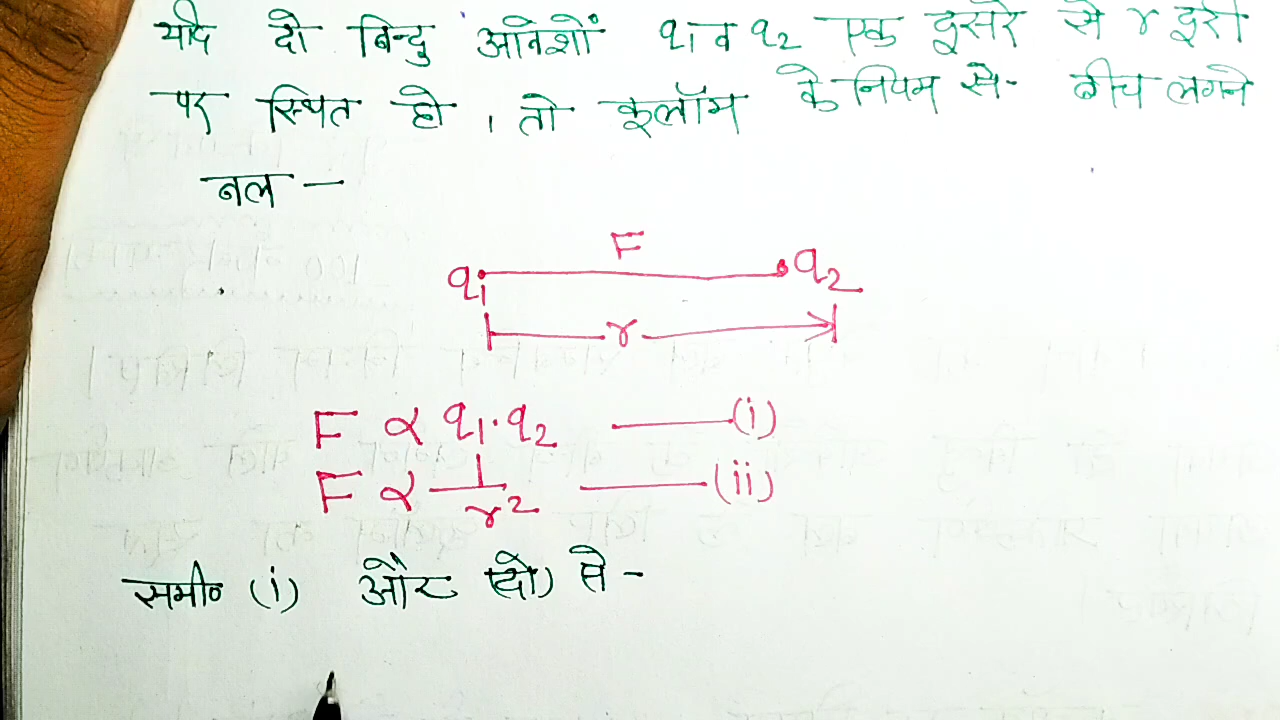 यदि दो बिन्दु आवेशों q₁ व q₂ एक दूसरे से r दूरी
पर स्थित हो, तो कूलॉम के नियम से- बीच लगने
बल –
F
q₁ q₂
r
F ∝ q₁·q₂ ——— (i)
F ∝ 1/r² ——— (ii)
समी० (i) और (दो) से -